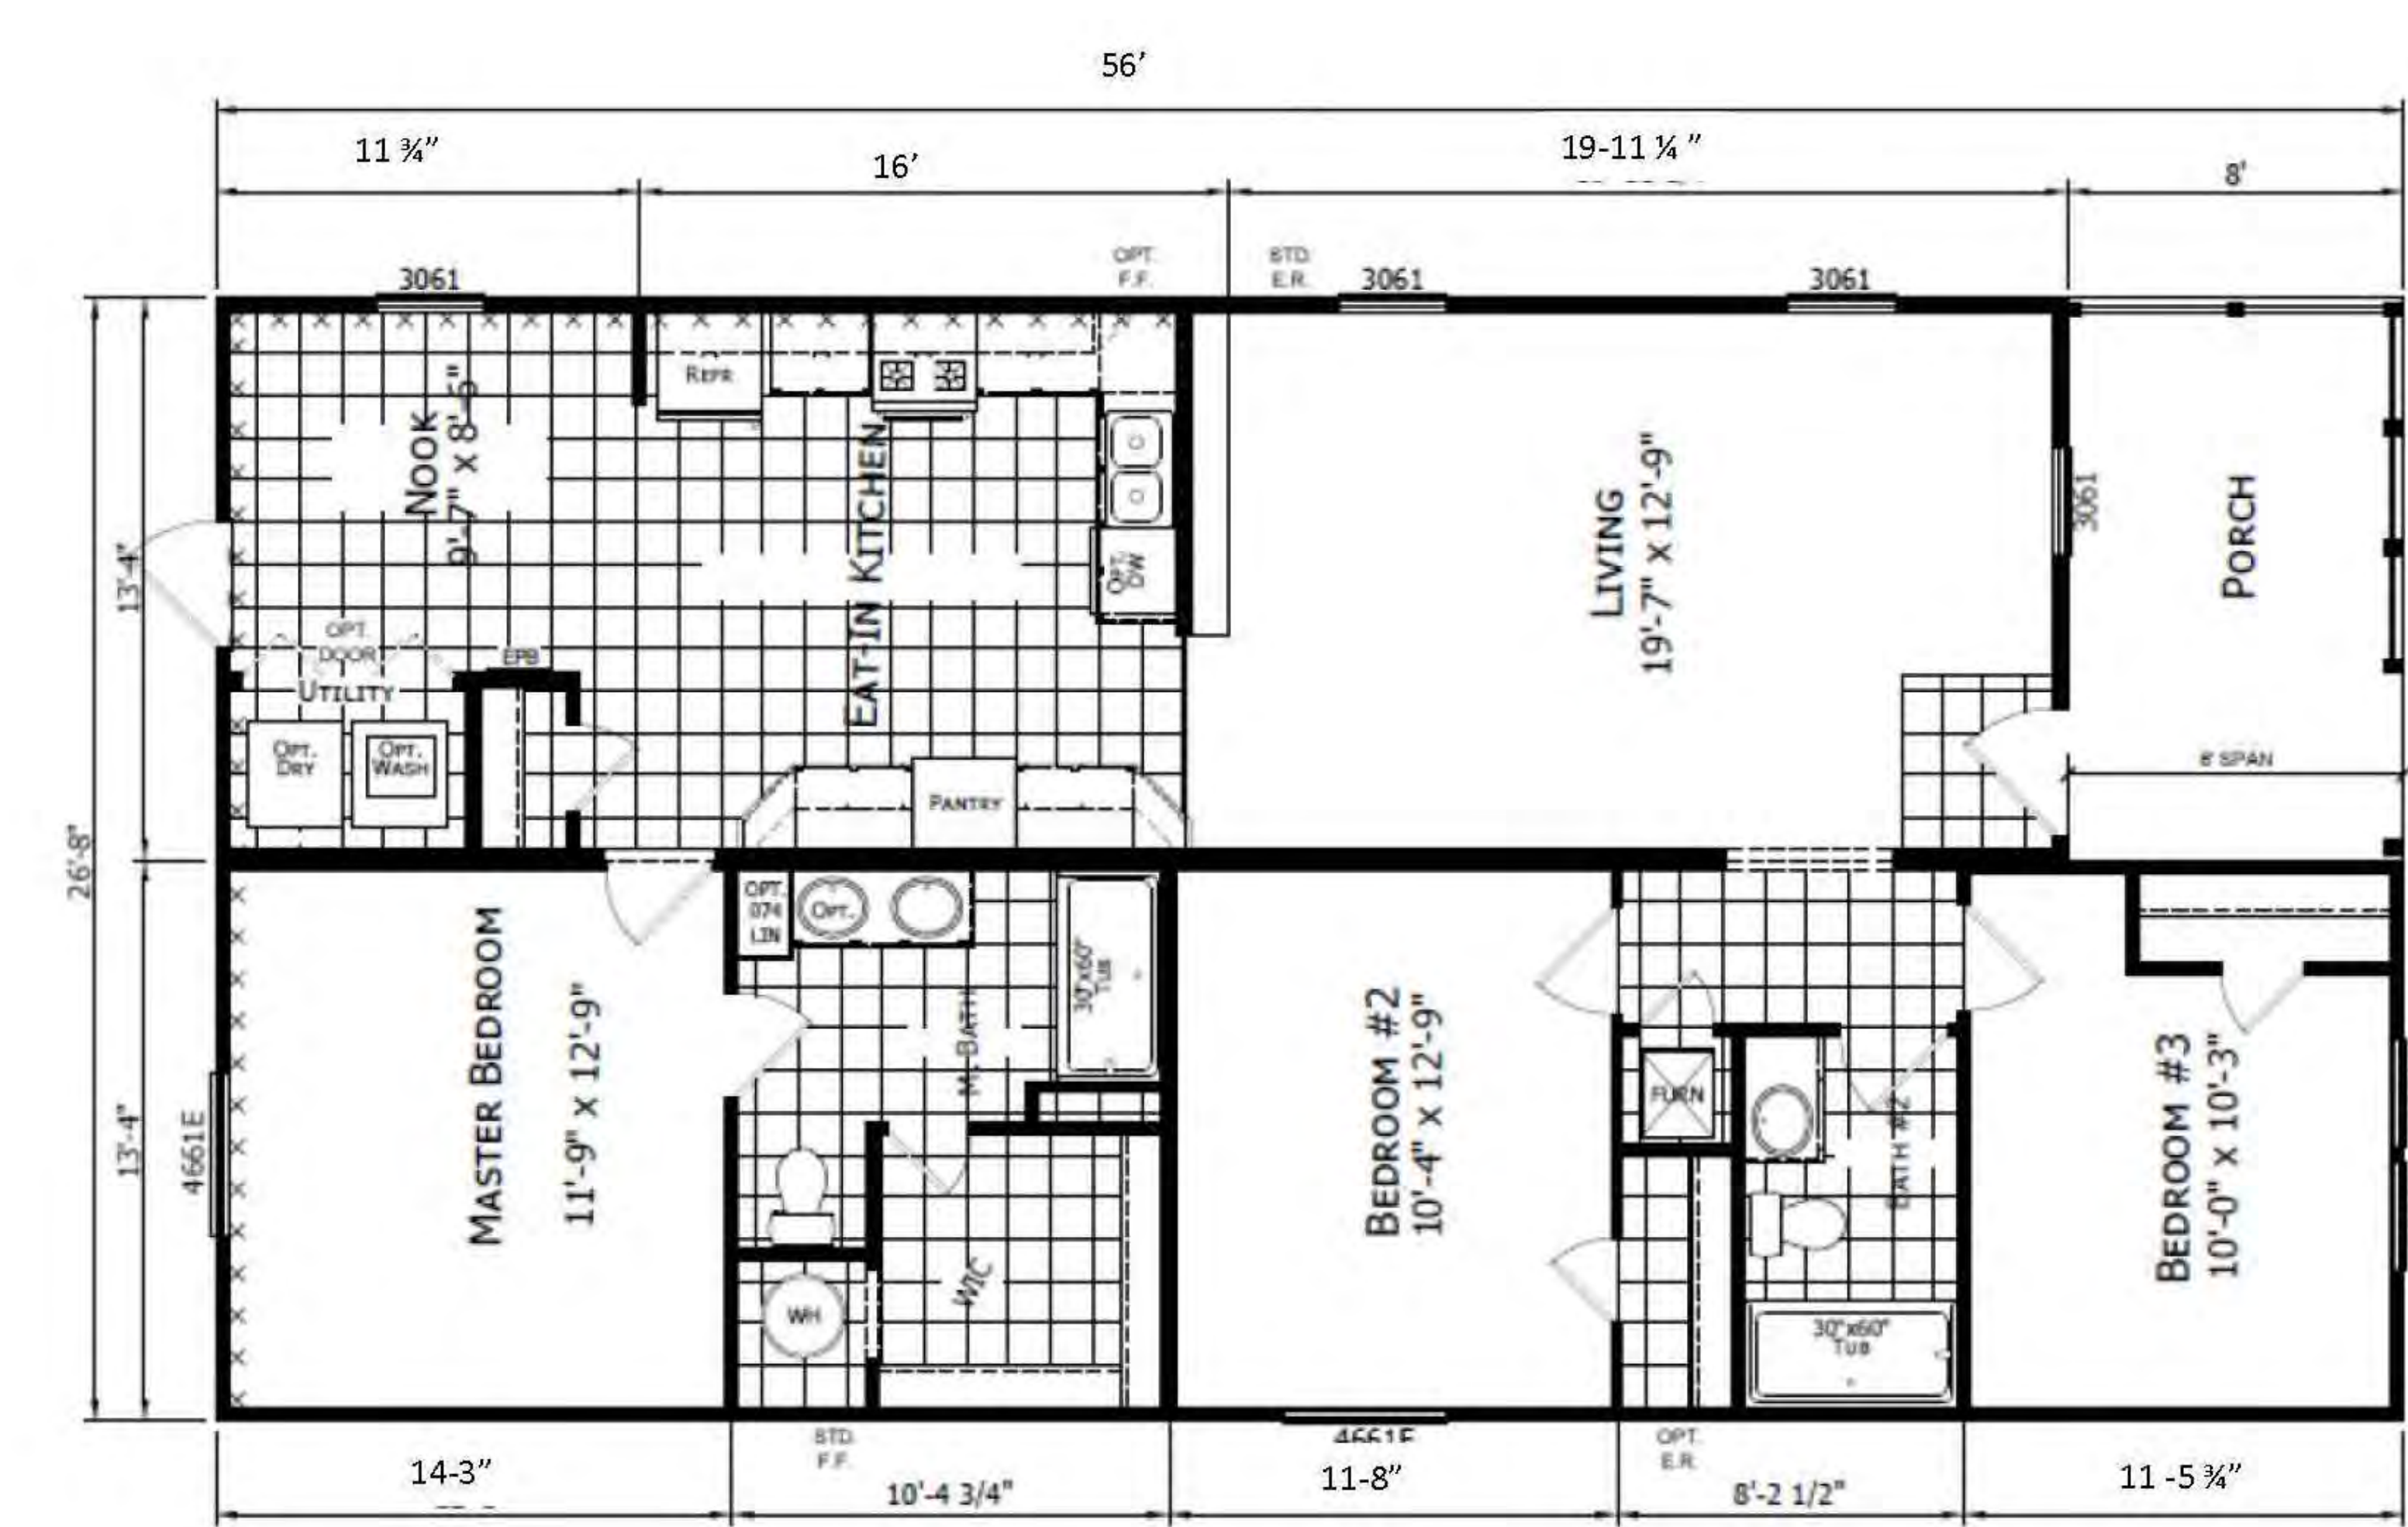 56’
11 ¾”
16’
19-11 ¼ ”
8'
OPT.
F.F.
STD.
E.R.
3061
3061
3061
NOOK
9'-7" x 8'-6"
REFR
EAT-IN KITCHEN
OPT.
DW
LIVING
19'-7" x 12'-9"
3061
PORCH
13'-4"
26'-8"
OPT.
DOOR
EPB
UTILITY
OPT.
DRY
OPT.
WASH
PANTRY
8' SPAN
MASTER BEDROOM
11'-9" x 12'-9"
OPT.
074
LIN
OPT.
30"x60"
TUB
M. BATH
WIC
WH
BEDROOM #2
10'-4" x 12'-9"
FURN
BATH #2
30"x60"
TUB
BEDROOM #3
10'-0" x 10'-3"
13'-4"
4661E
4661E
STD.
F.F.
OPT.
E.R.
14-3”
10'-4 3/4"
11-8”
8'-2 1/2"
11 -5 ¾”